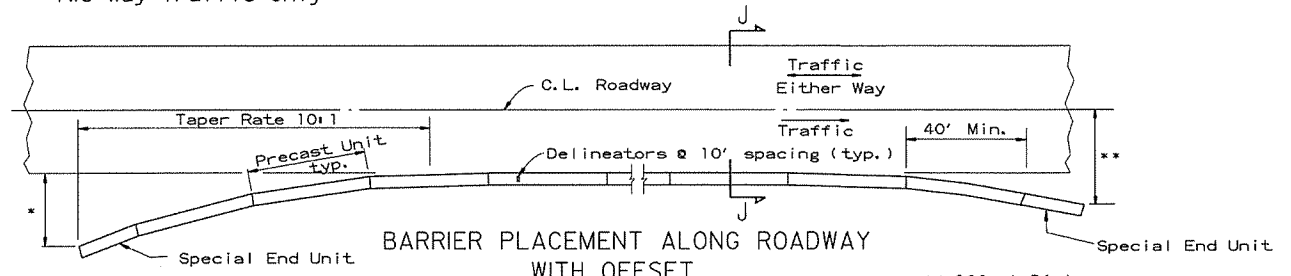 Two-Way Traffic Only
J
Traffic
Either Way
C.L. Roadway
Taper Rate 10:1
Traffic
40' Min.
Precast Unit
typ.
Delineators @ 10' spacing (typ.)
*
**
J
Special End Unit
BARRIER PLACEMENT ALONG ROADWAY
WITH OFFSET
Special End Unit